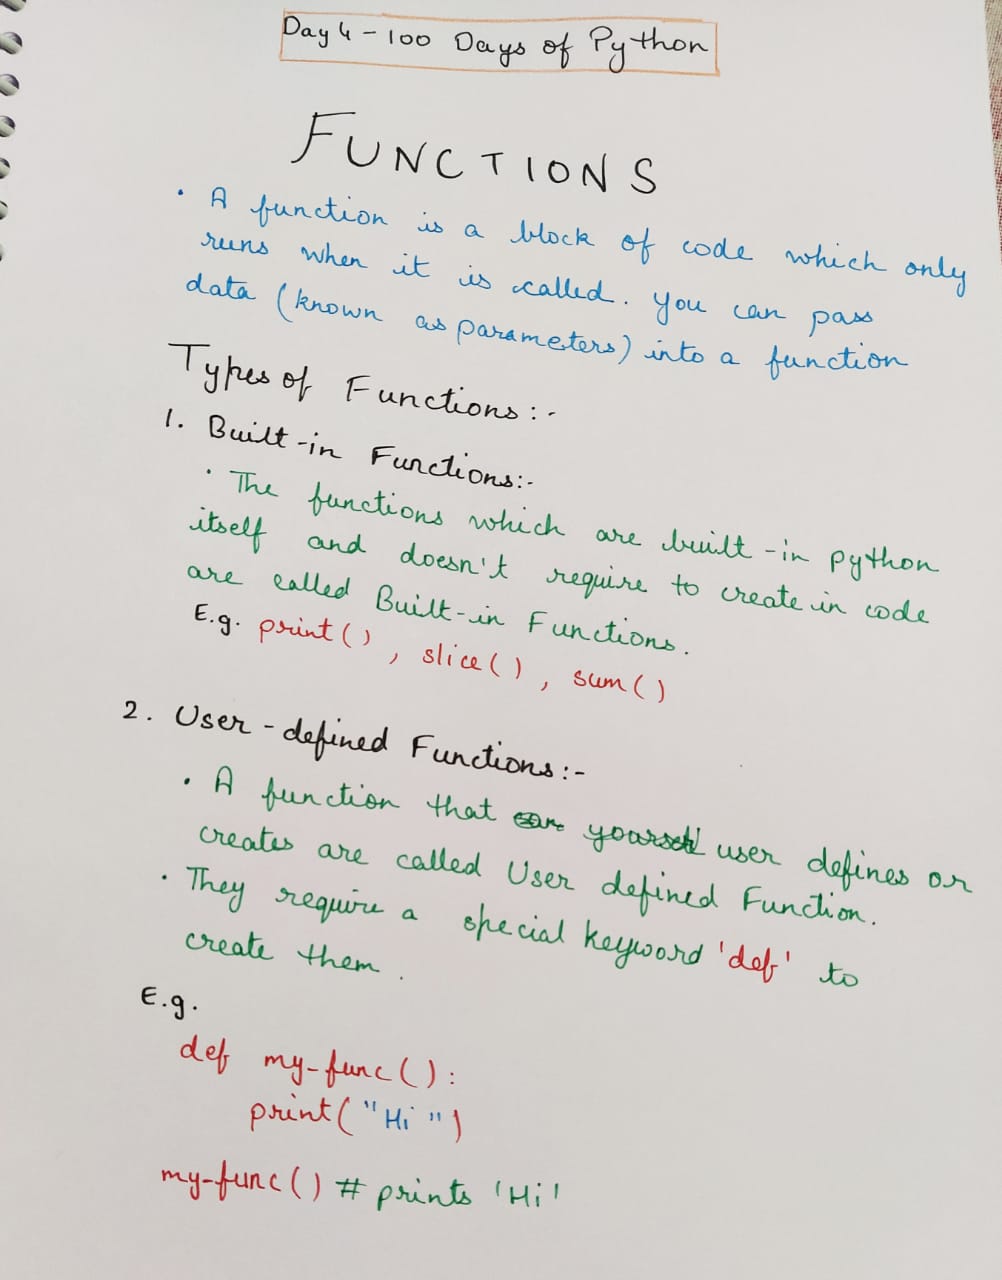 Day 4 - 100 Days of Python
FUNCTIONS
• A function is a block of code which only
runs when it is called. you can pass
data (known as parameters) into a function
Types of Functions:-
1. Built-in Functions:-
• The functions which are built-in python
itself and doesn't require to create in code
are called Built-in Functions.
E.g. print(), slice(), sum()
2. User-defined Functions:-
• A function that user defines or
creates are called User defined Function.
• They require a special keyword 'def' to
create them.
E.g.
def my-func():
print("Hi")
my-func() # prints 'Hi'